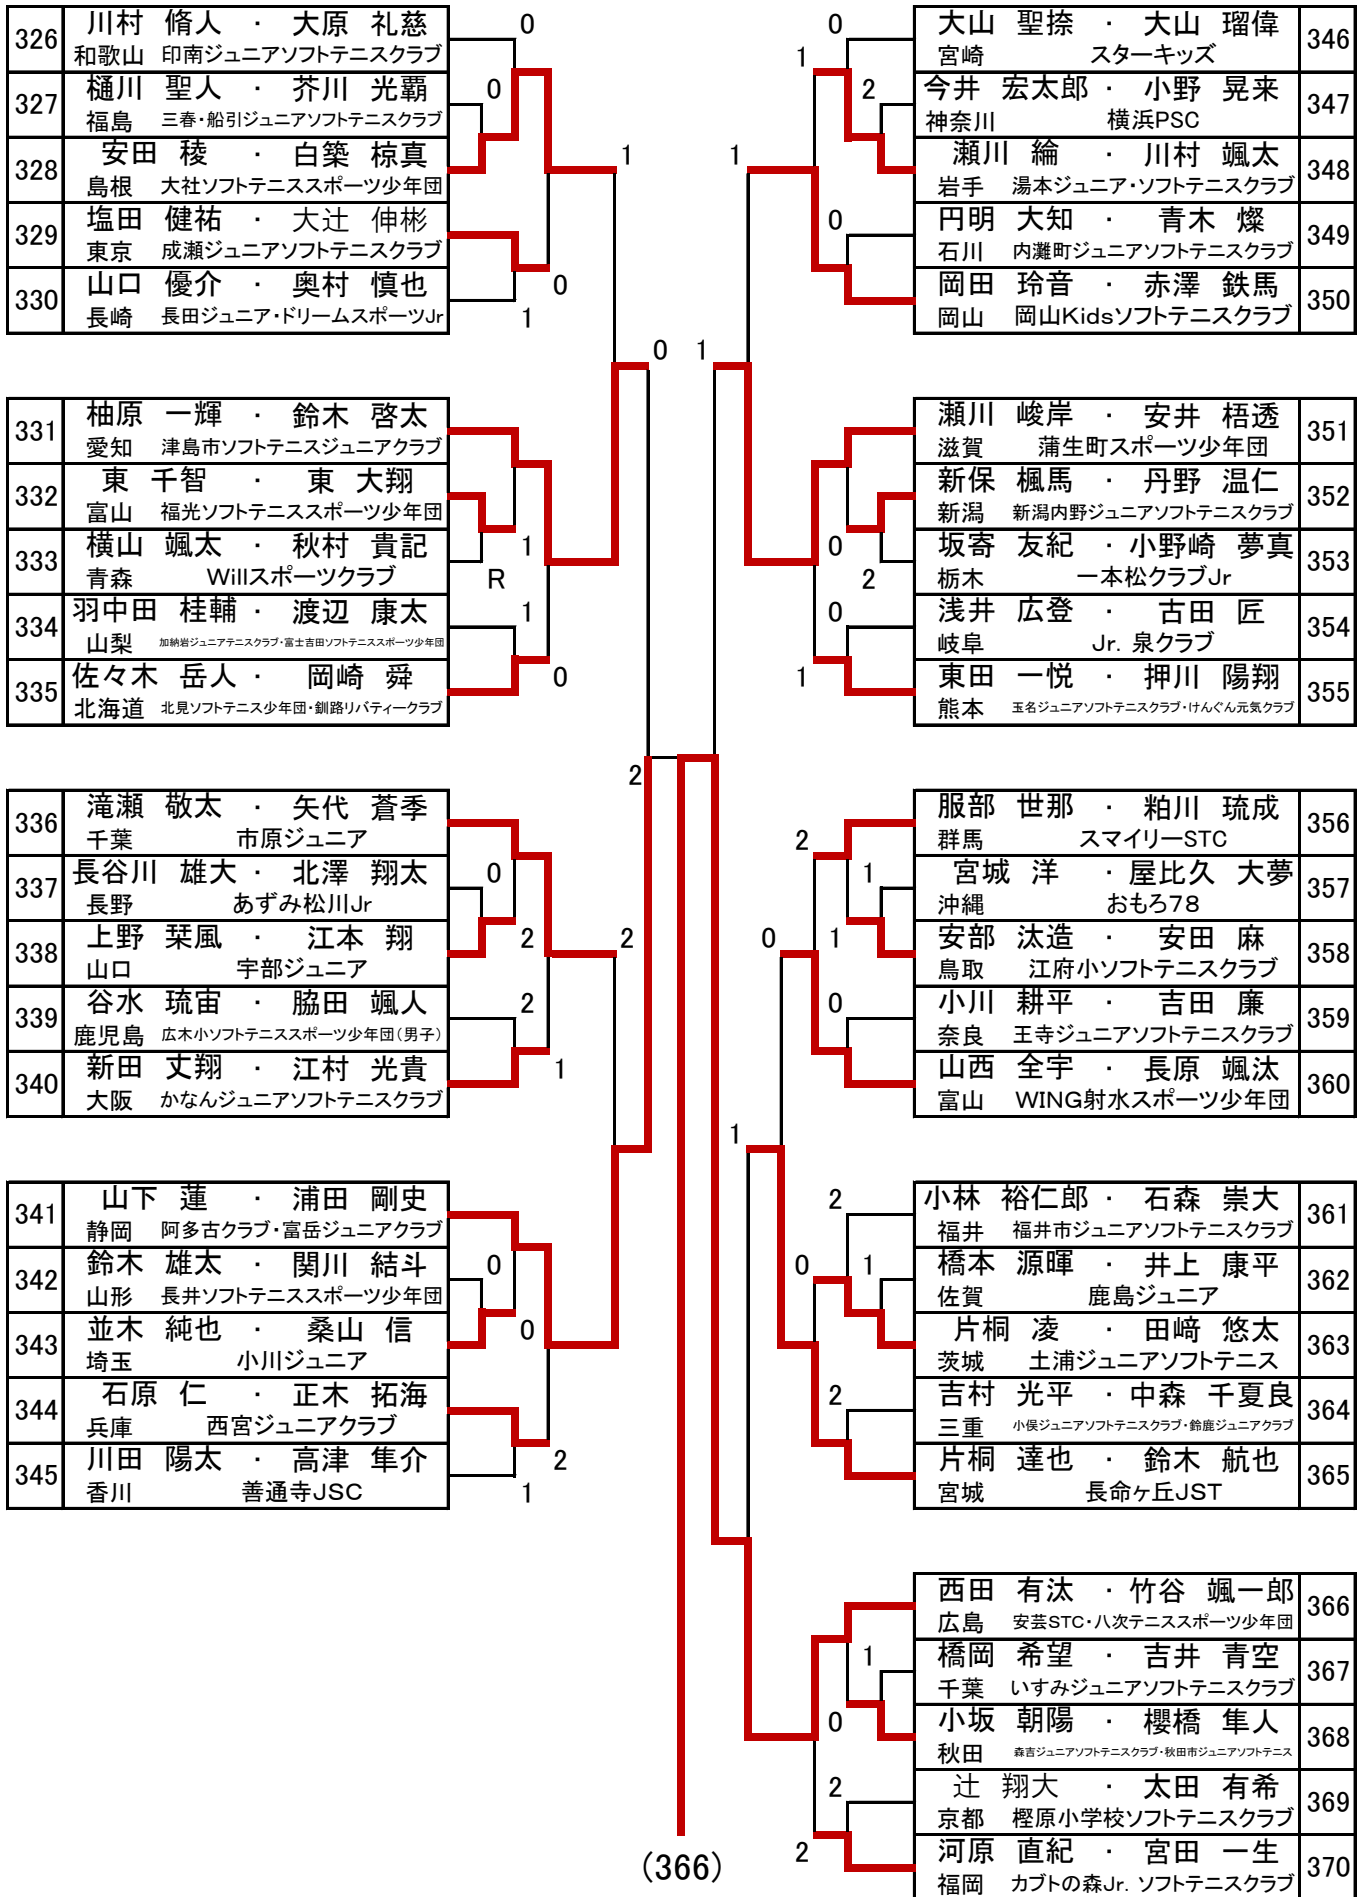 326 川村 脩人 ・ 大原 礼慈
和歌山 印南ジュニアソフトテニスクラブ
0
327 樋川 聖人 ・ 芥川 光覇
福島 三春・船引ジュニアソフトテニスクラブ
0
328 安田 稜 ・ 白築 椋真
島根 大社ソフトテニススポーツ少年団
1
329 塩田 健祐 ・ 大辻 伸彬
東京 成瀬ジュニアソフトテニスクラブ
0
330 山口 優介 ・ 奥村 慎也
長崎 長田ジュニア・ドリームスポーツJr
1
0
331 柚原 一輝 ・ 鈴木 啓太
愛知 津島市ソフトテニスジュニアクラブ
332 東 千智 ・ 東 大翔
富山 福光ソフトテニススポーツ少年団
1
333 横山 颯太 ・ 秋村 貴記
青森 Willスポーツクラブ
R
334 羽中田 桂輔 ・ 渡辺 康太
山梨 加納岩ジュニアテニスクラブ・富士吉田ソフトテニススポーツ少年団
1
335 佐々木 岳人 ・ 岡崎 舜
北海道 北見ソフトテニス少年団・釧路リバティークラブ
0
2
336 滝瀬 敬太 ・ 矢代 蒼季
千葉 市原ジュニア
337 長谷川 雄大 ・ 北澤 翔太
長野 あずみ松川Jr
0
338 上野 栞風 ・ 江本 翔
山口 宇部ジュニア
2
2
339 谷水 琉宙 ・ 脇田 颯人
鹿児島 広木小ソフトテニススポーツ少年団(男子)
2
340 新田 丈翔 ・ 江村 光貴
大阪 かなんジュニアソフトテニスクラブ
1
341 山下 蓮 ・ 浦田 剛史
静岡 阿多古クラブ・富岳ジュニアクラブ
342 鈴木 雄太 ・ 関川 結斗
山形 長井ソフトテニススポーツ少年団
0
343 並木 純也 ・ 桑山 信
埼玉 小川ジュニア
0
344 石原 仁 ・ 正木 拓海
兵庫 西宮ジュニアクラブ
2
345 川田 陽太 ・ 高津 隼介
香川 善通寺JSC
1
(366)
0
大山 聖捺 ・ 大山 瑠偉 346
宮崎 スターキッズ
1
2
今井 宏太郎 ・ 小野 晃来 347
神奈川 横浜PSC
1
瀬川 綸 ・ 川村 颯太 348
岩手 湯本ジュニア・ソフトテニスクラブ
0
円明 大知 ・ 青木 燦 349
石川 内灘町ジュニアソフトテニスクラブ
岡田 玲音 ・ 赤澤 鉄馬 350
岡山 岡山Kidsソフトテニスクラブ
1
瀬川 峻岸 ・ 安井 梧透 351
滋賀 蒲生町スポーツ少年団
新保 楓馬 ・ 丹野 温仁 352
新潟 新潟内野ジュニアソフトテニスクラブ
0
坂寄 友紀 ・ 小野崎 夢真 353
栃木 一本松クラブJr
2
0
浅井 広登 ・ 古田 匠 354
岐阜 Jr. 泉クラブ
1
東田 一悦 ・ 押川 陽翔 355
熊本 玉名ジュニアソフトテニスクラブ・けんぐん元気クラブ
2
服部 世那 ・ 粕川 琉成 356
群馬 スマイリーSTC
1
宮城 洋 ・ 屋比久 大夢 357
沖縄 おもろ78
0
1
安部 汰造 ・ 安田 麻 358
鳥取 江府小ソフトテニスクラブ
0
小川 耕平 ・ 吉田 廉 359
奈良 王寺ジュニアソフトテニスクラブ
山西 全宇 ・ 長原 颯汰 360
富山 WING射水スポーツ少年団
1
2
小林 裕仁郎 ・ 石森 崇大 361
福井 福井市ジュニアソフトテニスクラブ
0
1
橋本 源暉 ・ 井上 康平 362
佐賀 鹿島ジュニア
片桐 凌 ・ 田﨑 悠太 363
茨城 土浦ジュニアソフトテニス
2
吉村 光平 ・ 中森 千夏良 364
三重 小俣ジュニアソフトテニスクラブ・鈴鹿ジュニアクラブ
片桐 達也 ・ 鈴木 航也 365
宮城 長命ヶ丘JST
西田 有汰 ・ 竹谷 颯一郎 366
広島 安芸STC・八次テニススポーツ少年団
1
橋岡 希望 ・ 吉井 青空 367
千葉 いすみジュニアソフトテニスクラブ
0
小坂 朝陽 ・ 櫻橋 隼人 368
秋田 森吉ジュニアソフトテニスクラブ・秋田市ジュニアソフトテニス
2
辻 翔大 ・ 太田 有希 369
京都 樫原小学校ソフトテニスクラブ
2
河原 直紀 ・ 宮田 一生 370
福岡 カブトの森Jr. ソフトテニスクラブ